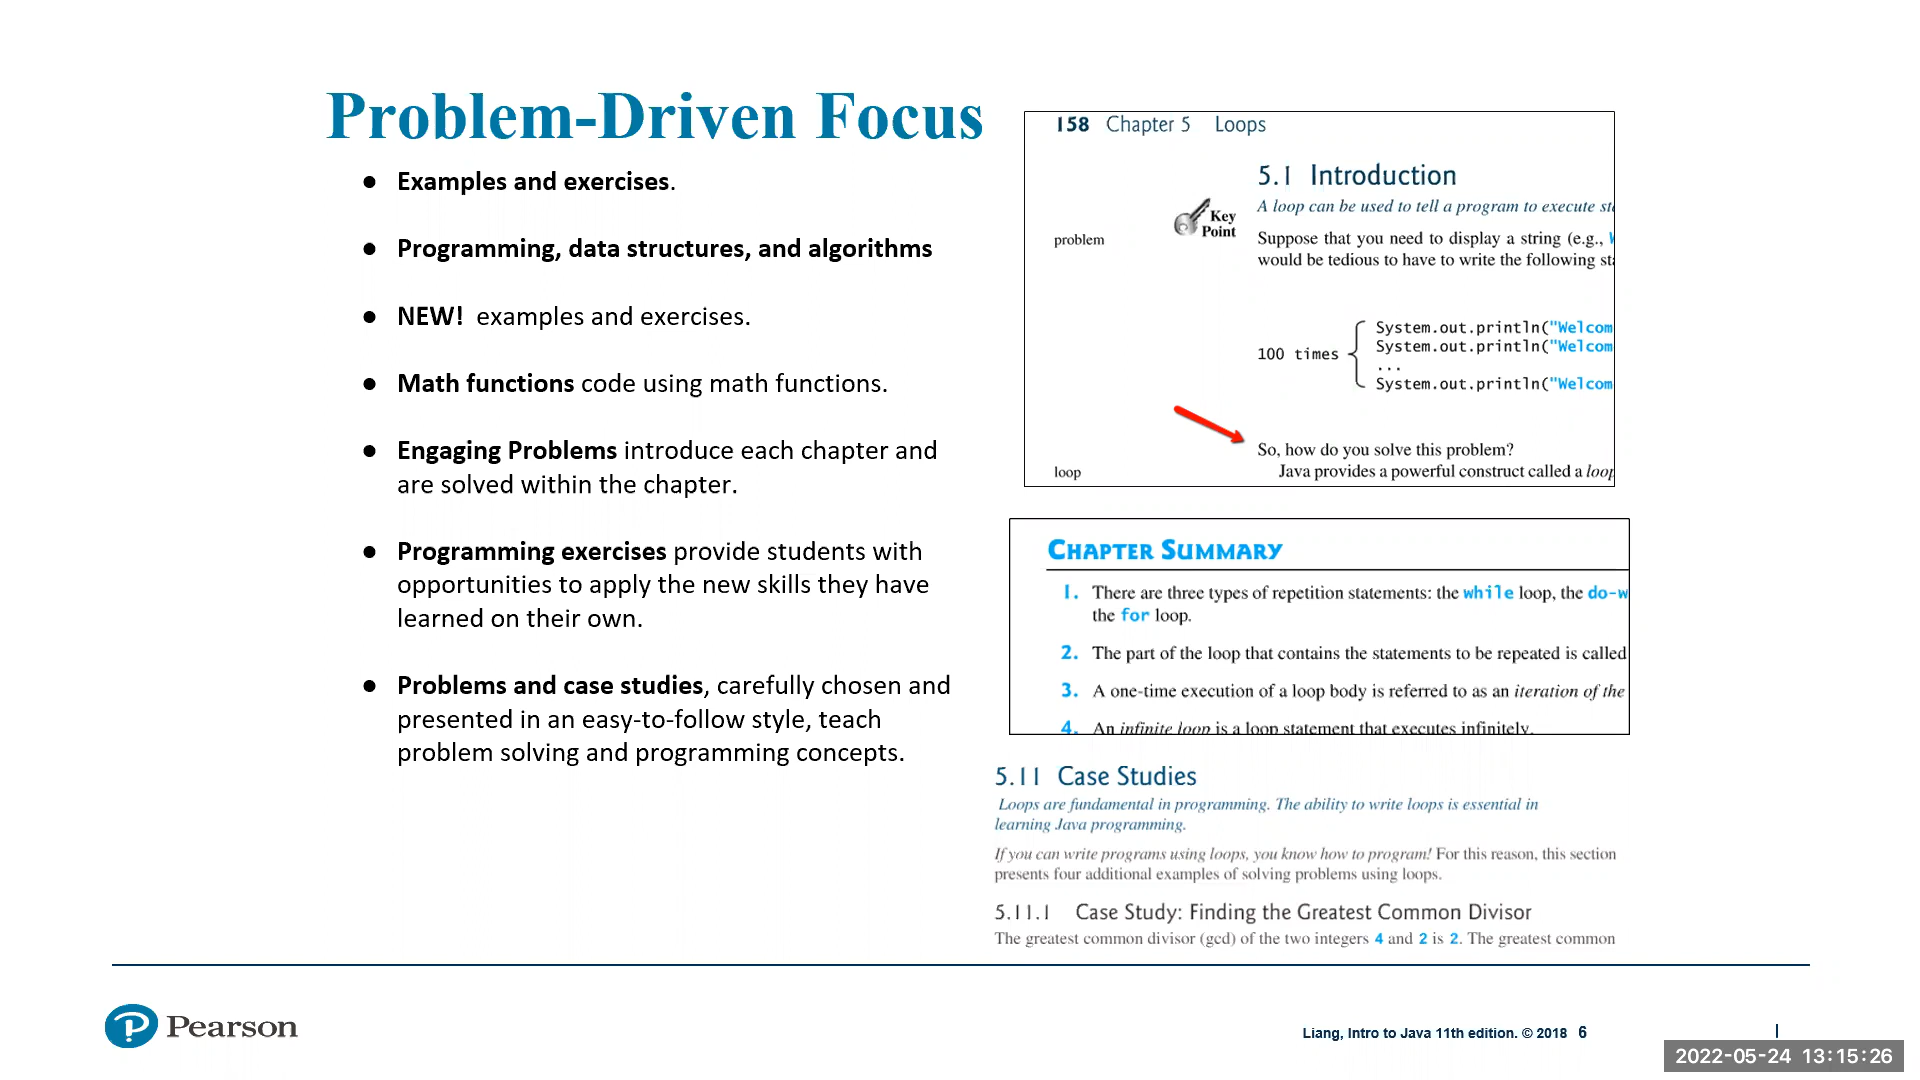 Problem-Driven Focus
● Examples and exercises.
● Programming, data structures, and algorithms
● NEW! examples and exercises.
● Math functions code using math functions.
● Engaging Problems introduce each chapter and
are solved within the chapter.
● Programming exercises provide students with
opportunities to apply the new skills they have
learned on their own.
● Problems and case studies, carefully chosen and
presented in an easy-to-follow style, teach
problem solving and programming concepts.
158 Chapter 5 Loops
5.1 Introduction
A loop can be used to tell a program to execute
Key
Point
problem
Suppose that you need to display a string (e.g.,
would be tedious to have to write the following
100 times
System.out.println("Welcom
System.out.println("Welcom
...
System.out.println("Welcom
So, how do you solve this problem?
loop
Java provides a powerful construct called a loop
CHAPTER SUMMARY
1. There are three types of repetition statements: the while loop, the do-w
the for loop.
2. The part of the loop that contains the statements to be repeated is called
3. A one-time execution of a loop body is referred to as an iteration of the
4. An infinite loop is a loop statement that executes infinitely.
5.11 Case Studies
Loops are fundamental in programming. The ability to write loops is essential in
learning Java programming.
If you can write programs using loops, you know how to program! For this reason, this section
presents four additional examples of solving problems using loops.
5.11.1 Case Study: Finding the Greatest Common Divisor
The greatest common divisor (gcd) of the two integers 4 and 2 is 2. The greatest common
Pearson
Liang, Intro to Java 11th edition. © 2018 6
2022-05-24 13:15:26